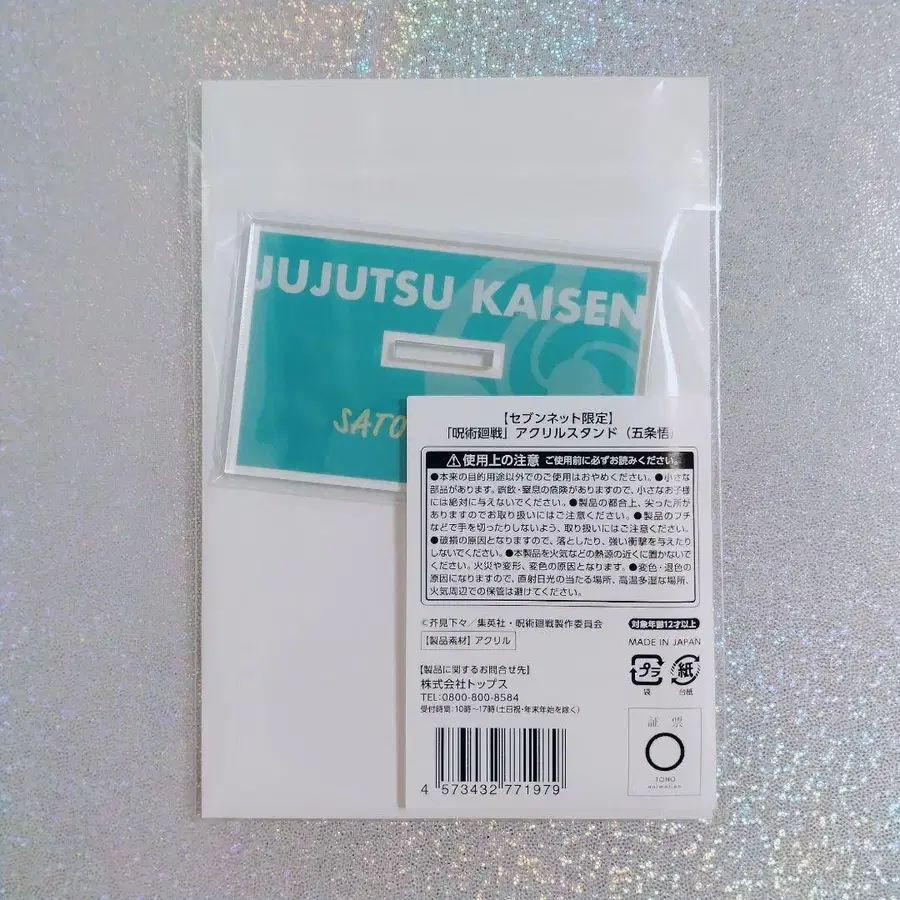 JUJUTSU KAISEN
SATO
【セブンネット限定】
「呪術廻戦」アクリルスタンド（五条悟）
⚠使用上の注意 ご使用前に必ずお読みください。
●本来の目的用途以外でのご使用はおやめください。●小さな
部品があります。誤飲・窒息の危険がありますので、小さなお子様
には絶対に与えないでください。●製品の都合上、尖った所が
ありますのでお取り扱いにはご注意ください。●製品のフチ
などで手を切ったりしないよう、取り扱いにはご注意ください。
●破損の原因となりますので、落としたり、強い衝撃を与えたり
しないでください。●本製品を火気などの熱源の近くに置かないで
ください。火災や変形、変色の原因となります。●変色・退色の
原因になりますので、直射日光の当たる場所、高温多湿な場所、
火気周辺での保管は避けてください。
©芥見下々／集英社・呪術廻戦製作委員会
対象年齢12才以上
【製品素材】アクリル
MADE IN JAPAN
プラ
袋
紙
台紙
【製品に関するお問合せ先】
株式会社トップス
TEL:0800-800-8584
受付時間：10時～17時（土日祝・年末年始を除く）
4 573432 771979
証票
TOHO
animation